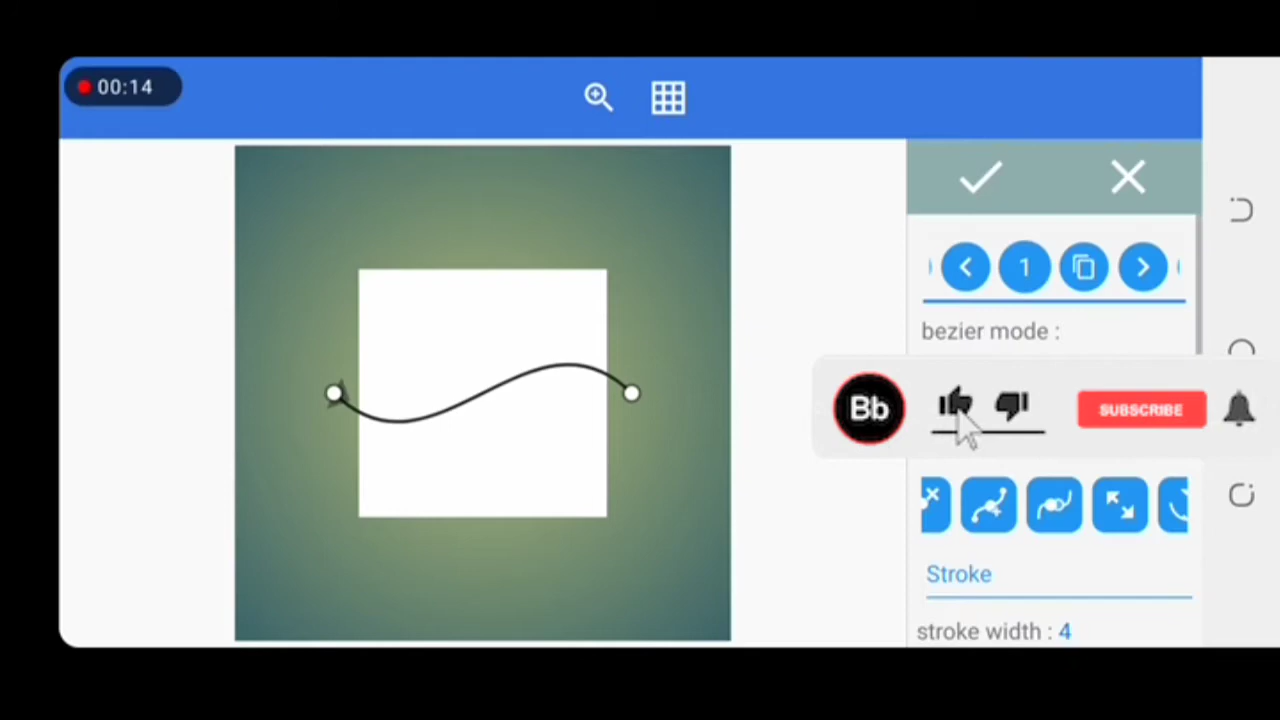 00:14
1
bezier mode :
Bb
SUBSCRIBE
Stroke
stroke width : 4